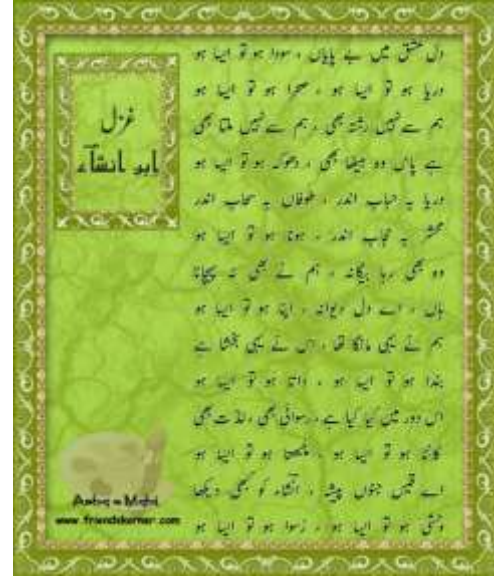 غزل
ابن انشاؔء
دل عشق میں بے پایاں ، سودا ہو تو ایسا ہو
دریا ہو تو ایسا ہو ، صحرا ہو تو ایسا ہو
ہم سے نہیں رشتہ بھی ، ہم سے نہیں ملتا بھی
ہے پاس وہ بیٹھا بھی ، دھوکہ ہو تو ایسا ہو
دریا بہ حباب اندر ، طوفاں بہ سحاب اندر
محشر بہ حجاب اندر ، ہونا ہو تو ایسا ہو
وہ بھی رہا بیگانہ ، ہم نے بھی نہ پہچانا
ہاں ، اے دل دیوانہ ، اپنا ہو تو ایسا ہو
ہم نے یہی مانگا تھا ، اس نے یہی بخشا ہے
بندا ہو تو ایسا ہو ، داتا ہو تو ایسا ہو
اس دور میں کیا کیا ہے ، رسوائی بھی ، لذت بھی
کانٹا ہو تو ایسا ہو ، چبھتا ہو تو ایسا ہو
اے قیس جنوں پیشہ ، انشاؔء کو کبھی دیکھا
وحشی ہو تو ایسا ہو ، رسوا ہو تو ایسا ہو
www.friendskorner.com